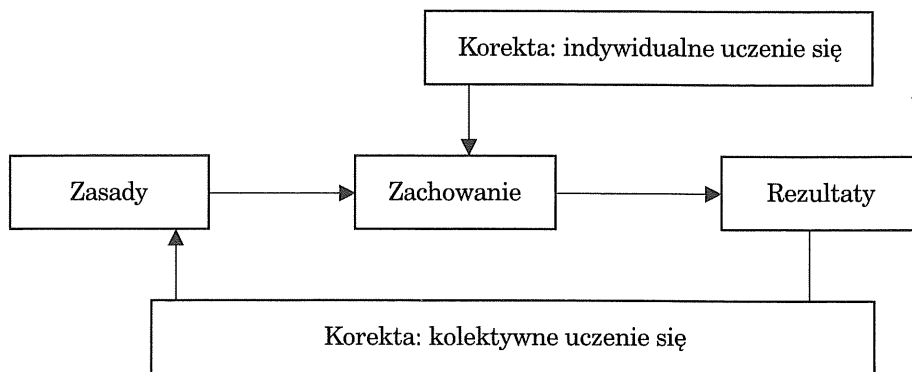 Korekta: indywidualne uczenie się
Zasady
Zachowanie
Rezultaty
Korekta: kolektywne uczenie się